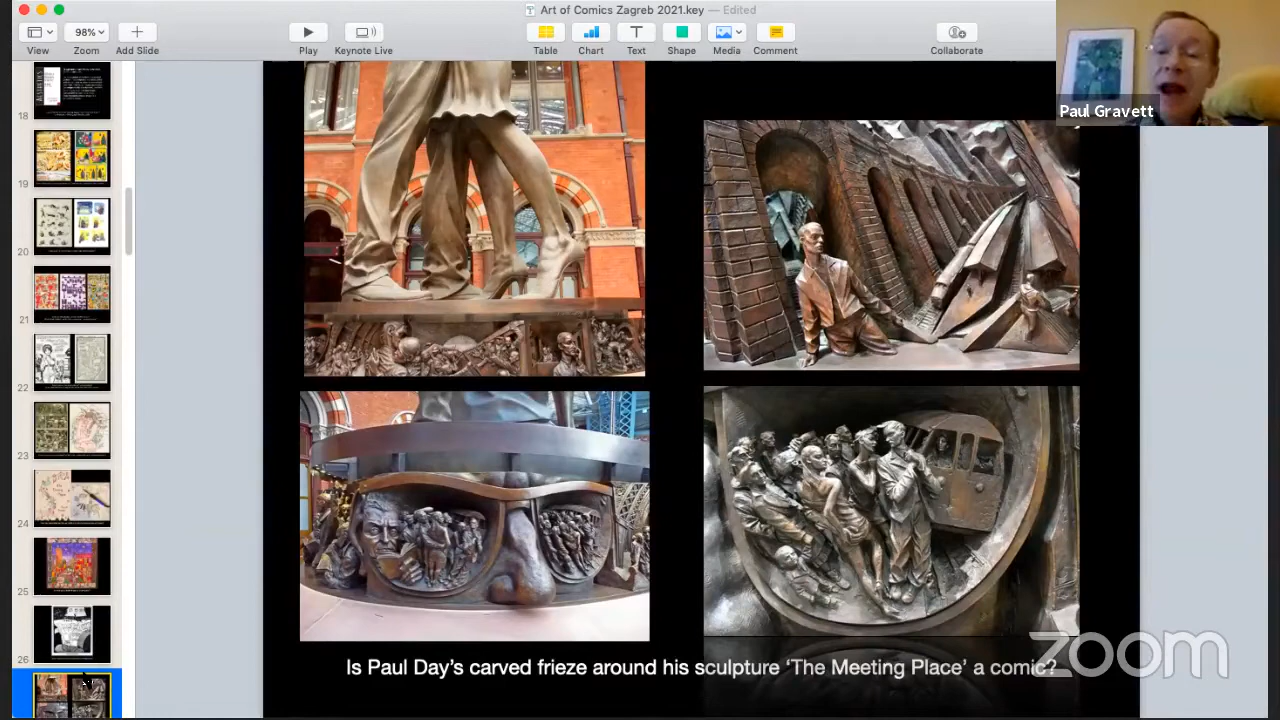 Art of Comics Zagreb 2021.key — Edited
98%
View
Zoom
Add Slide
Play
Keynote Live
Table
Chart
Text
Shape
Media
Comment
Collaborate
Paul Gravett
18
19
20
21
22
23
24
25
26
Is Paul Day’s carved frieze around his sculpture ‘The Meeting Place’ a comic?
zoom